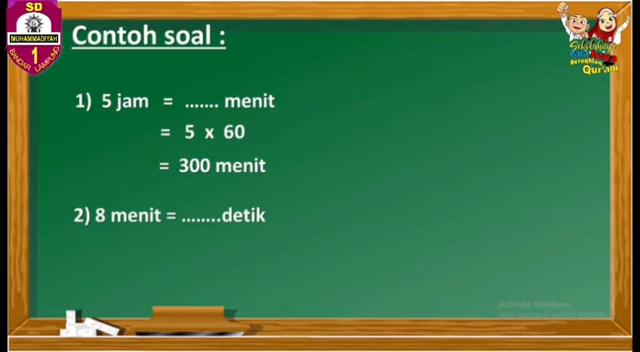 SD
MUHAMMADIYAH
1
BANDAR LAMPUNG
Contoh soal :
Qur'ani
1) 5 jam = ....... menit
= 5 x 60
= 300 menit
2) 8 menit = ........detik
Activate Windows